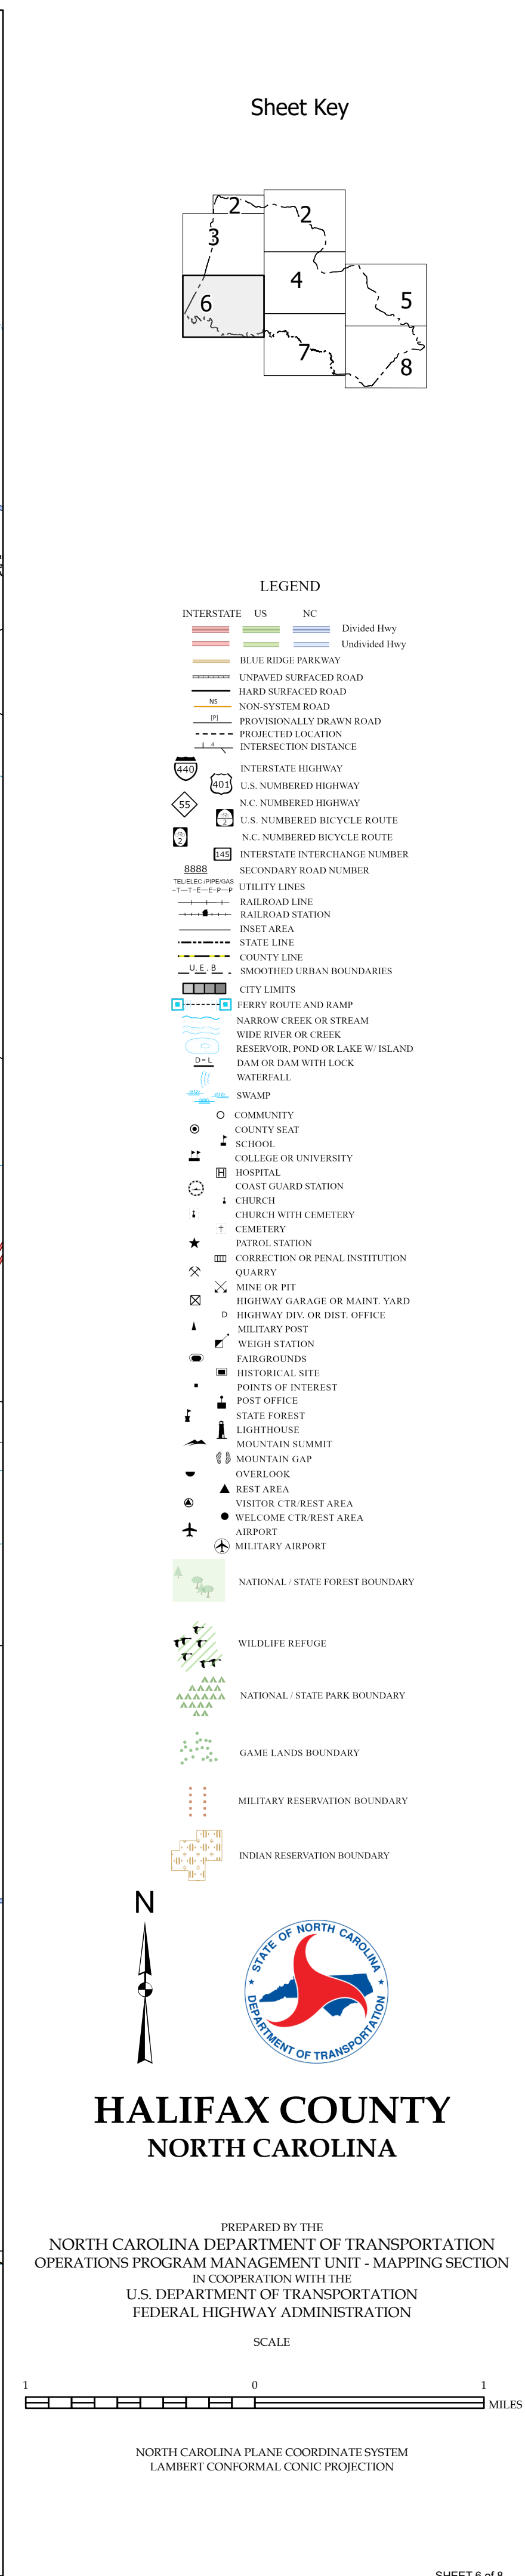 Sheet Key
2
2
3
4
5
6
7
8
LEGEND
INTERSTATE US NC
Divided Hwy
Undivided Hwy
BLUE RIDGE PARKWAY
UNPAVED SURFACED ROAD
HARD SURFACED ROAD
NS
NON-SYSTEM ROAD
[P]
PROVISIONALLY DRAWN ROAD
PROJECTED LOCATION
.4
INTERSECTION DISTANCE
440 INTERSTATE HIGHWAY
401 U.S. NUMBERED HIGHWAY
55 N.C. NUMBERED HIGHWAY
2 U.S. NUMBERED BICYCLE ROUTE
2 N.C. NUMBERED BICYCLE ROUTE
145 INTERSTATE INTERCHANGE NUMBER
8888 SECONDARY ROAD NUMBER
TEL/ELEC /PIPE/GAS
-T--T-E--E-P--P UTILITY LINES
RAILROAD LINE
RAILROAD STATION
INSET AREA
STATE LINE
COUNTY LINE
U. E . B
SMOOTHED URBAN BOUNDARIES
CITY LIMITS
FERRY ROUTE AND RAMP
NARROW CREEK OR STREAM
WIDE RIVER OR CREEK
RESERVOIR, POND OR LAKE W/ ISLAND
D - L
DAM OR DAM WITH LOCK
WATERFALL
SWAMP
COMMUNITY
COUNTY SEAT
SCHOOL
COLLEGE OR UNIVERSITY
H HOSPITAL
COAST GUARD STATION
CHURCH
CHURCH WITH CEMETERY
CEMETERY
PATROL STATION
CORRECTION OR PENAL INSTITUTION
QUARRY
MINE OR PIT
HIGHWAY GARAGE OR MAINT. YARD
D HIGHWAY DIV. OR DIST. OFFICE
MILITARY POST
WEIGH STATION
FAIRGROUNDS
HISTORICAL SITE
POINTS OF INTEREST
POST OFFICE
STATE FOREST
LIGHTHOUSE
MOUNTAIN SUMMIT
MOUNTAIN GAP
OVERLOOK
REST AREA
VISITOR CTR/REST AREA
WELCOME CTR/REST AREA
AIRPORT
MILITARY AIRPORT
NATIONAL / STATE FOREST BOUNDARY
WILDLIFE REFUGE
NATIONAL / STATE PARK BOUNDARY
GAME LANDS BOUNDARY
MILITARY RESERVATION BOUNDARY
INDIAN RESERVATION BOUNDARY
N
STATE OF NORTH CAROLINA
DEPARTMENT OF TRANSPORTATION
HALIFAX COUNTY
NORTH CAROLINA
PREPARED BY THE
NORTH CAROLINA DEPARTMENT OF TRANSPORTATION
OPERATIONS PROGRAM MANAGEMENT UNIT - MAPPING SECTION
IN COOPERATION WITH THE
U.S. DEPARTMENT OF TRANSPORTATION
FEDERAL HIGHWAY ADMINISTRATION
SCALE
1 0 1
MILES
NORTH CAROLINA PLANE COORDINATE SYSTEM
LAMBERT CONFORMAL CONIC PROJECTION
SHEET 6 of 8